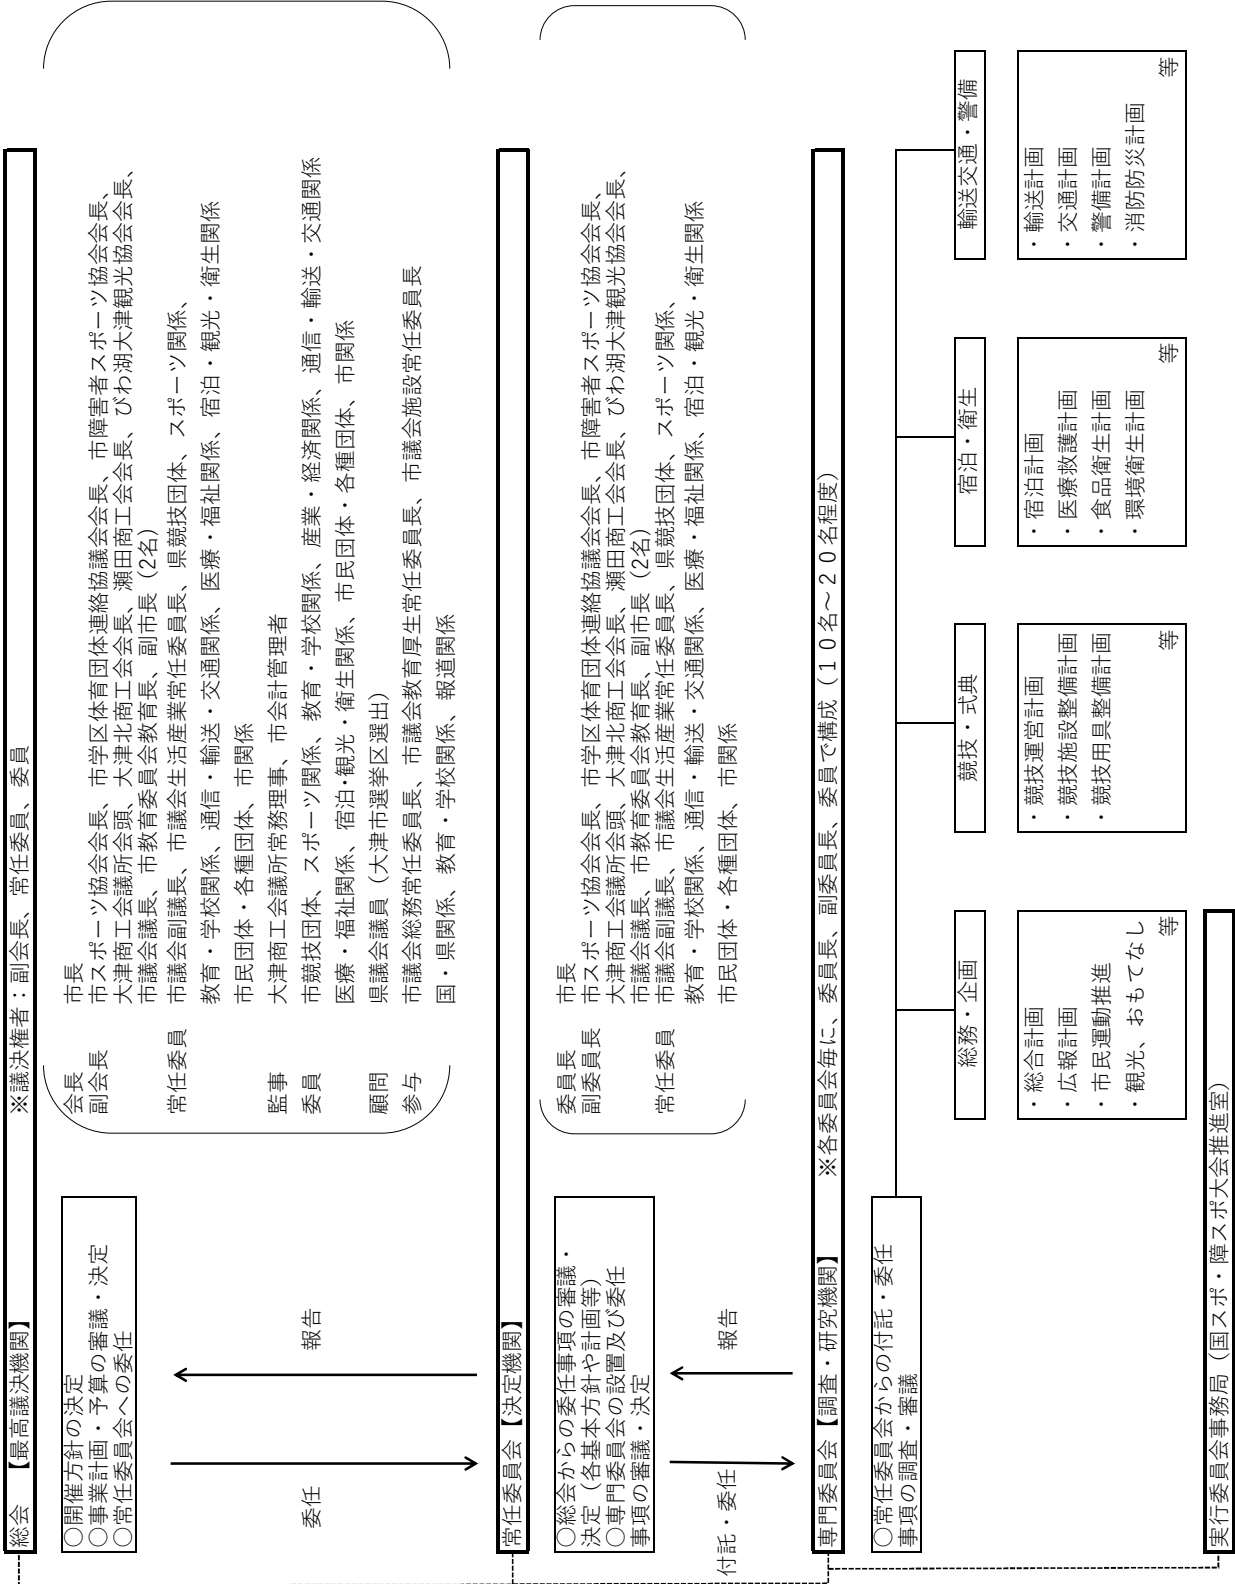 総会　【最高議決機関】　※議決権者：副会長、常任委員、委員
○開催方針の決定
○事業計画・予算の審議・決定
○常任委員会への委任
会長　市長
副会長　市スポーツ協会会長、市学区体育団体連絡協議会会長、市障害者スポーツ協会会長、
大津商工会議所会頭、大津北商工会会長、瀬田商工会会長、びわ湖大津観光協会会長、
市議会議長、市教育委員会教育長、副市長（2名）
常任委員　市議会副議長、市議会生活産業常任委員長、県競技団体、スポーツ関係、
教育・学校関係、通信・輸送・交通関係、医療・福祉関係、宿泊・観光・衛生関係
市民団体・各種団体、市関係
監事　大津商工会議所常務理事、市会計管理者
委員　市競技団体、スポーツ関係、教育・学校関係、産業・経済関係、通信・輸送・交通関係
医療・福祉関係、宿泊・観光・衛生関係、市民団体・各種団体、市関係
顧問　県議会議員（大津市選挙区選出）
参与　市議会総務常任委員長、市議会教育厚生常任委員長、市議会施設常任委員長
国・県関係、教育・学校関係、報道関係
委任
報告
常任委員会【決定機関】
○総会からの委任事項の審議・
決定（各基本方針や計画等）
○専門委員会の設置及び委任
事項の審議・決定
委員長　市長
副委員長　市スポーツ協会会長、市学区体育団体連絡協議会会長、市障害者スポーツ協会会長、
大津商工会議所会頭、大津北商工会会長、瀬田商工会会長、びわ湖大津観光協会会長、
市議会議長、市教育委員会教育長、副市長（2名）
常任委員　市議会副議長、市議会生活産業常任委員長、県競技団体、スポーツ関係、
教育・学校関係、通信・輸送・交通関係、医療・福祉関係、宿泊・観光・衛生関係
市民団体・各種団体、市関係
付託・委任
報告
専門委員会【調査・研究機関】　※各委員会毎に、委員長、副委員長、委員で構成（１０名～２０名程度）
○常任委員会からの付託・委任
事項の調査・審議
総務・企画
・総合計画
・広報計画
・市民運動推進
・観光、おもてなし
等
競技・式典
・競技運営計画
・競技施設整備計画
・競技用具整備計画
等
宿泊・衛生
・宿泊計画
・医療救護計画
・食品衛生計画
・環境衛生計画
等
輸送交通・警備
・輸送計画
・交通計画
・警備計画
・消防防災計画
等
実行委員会事務局（国スポ・障スポ大会推進室）